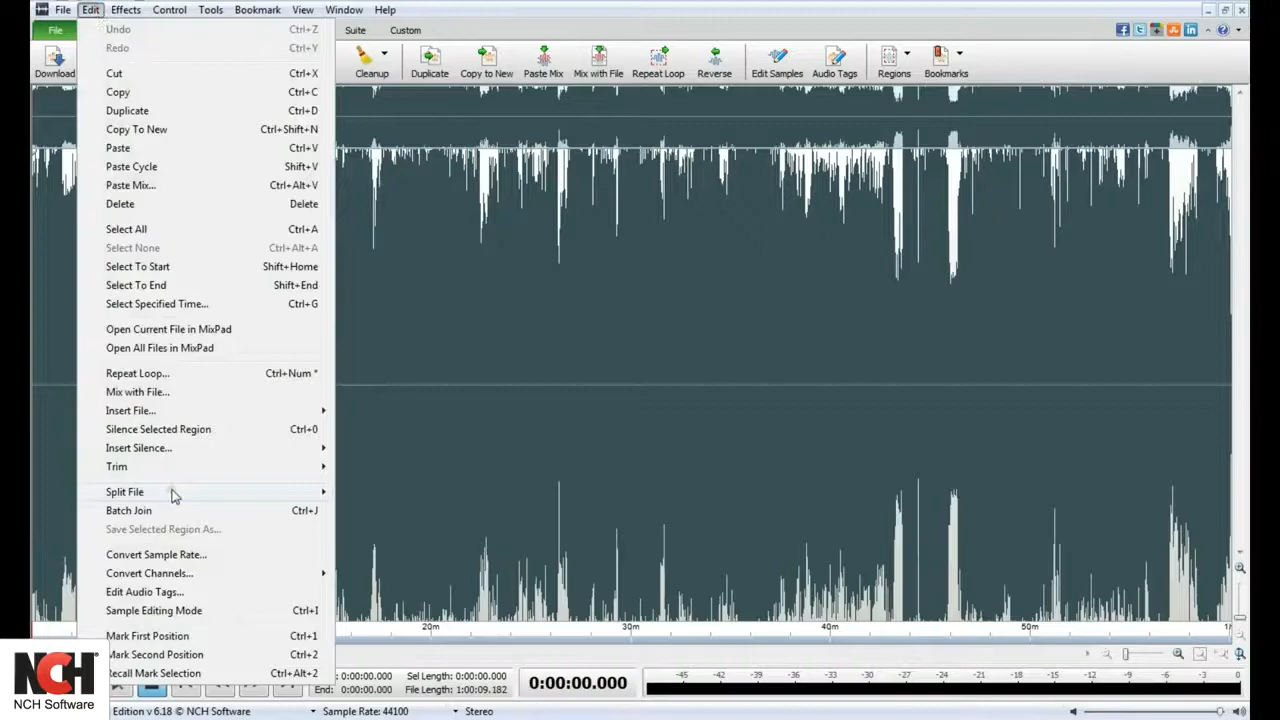 File Edit Effects Control Tools Bookmark View Window Help
File Suite Custom
Download Cleanup Duplicate Copy to New Paste Mix Mix with File Repeat Loop Reverse Edit Samples Audio Tags Regions Bookmarks
Undo Ctrl+Z
Redo Ctrl+Y
Cut Ctrl+X
Copy Ctrl+C
Duplicate Ctrl+D
Copy To New Ctrl+Shift+N
Paste Ctrl+V
Paste Cycle Shift+V
Paste Mix... Ctrl+Alt+V
Delete Delete
Select All Ctrl+A
Select None Ctrl+Alt+A
Select To Start Shift+Home
Select To End Shift+End
Select Specified Time... Ctrl+G
Open Current File in MixPad
Open All Files in MixPad
Repeat Loop... Ctrl+Num *
Mix with File...
Insert File...
Silence Selected Region Ctrl+0
Insert Silence...
Trim
Split File
Batch Join Ctrl+J
Save Selected Region As...
Convert Sample Rate...
Convert Channels...
Edit Audio Tags...
Sample Editing Mode Ctrl+I
Mark First Position Ctrl+1
Mark Second Position Ctrl+2
Recall Mark Selection Ctrl+Alt+2
20m 30m 40m 50m
0:00:00.000 Sel Length: 0:00:00.000
End: 0:00:00.000
0:00:00.000
-45 -42 -39 -36 -33 -30 -27 -24 -21 -18 -15 -12 -9 -6 -3 0
NCH®
NCH Software
Edition v 6.18 © NCH Software Sample Rate: 44100 Stereo